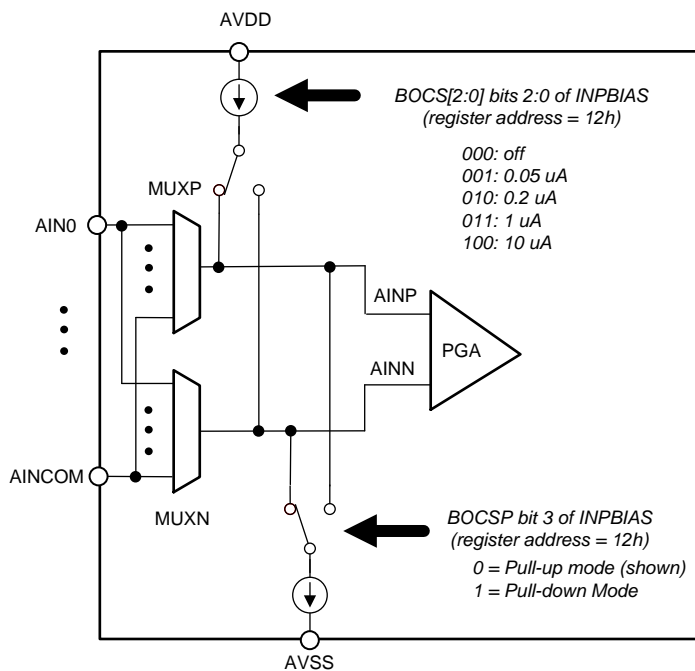 AVDD
BOCS[2:0] bits 2:0 of INPBIAS
(register address = 12h)
000: off
001: 0.05 uA
010: 0.2 uA
011: 1 uA
100: 10 uA
MUXP
AIN0
AINP
PGA
AINN
AINCOM
MUXN
BOCSP bit 3 of INPBIAS
(register address = 12h)
0 = Pull-up mode (shown)
1 = Pull-down Mode
AVSS